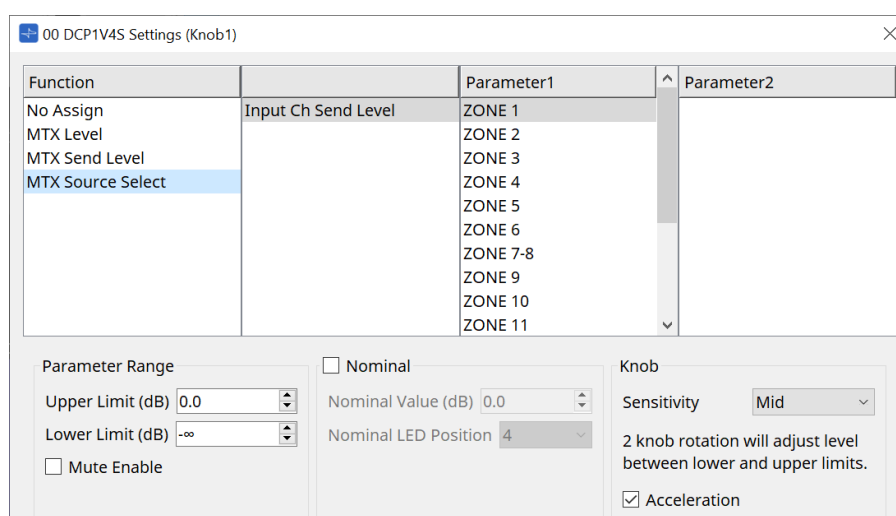 00 DCP1V4S Settings (Knob1)
Function Parameter1 Parameter2
No Assign Input Ch Send Level ZONE 1
MTX Level ZONE 2
MTX Send Level ZONE 3
MTX Source Select ZONE 4
ZONE 5
ZONE 6
ZONE 7-8
ZONE 9
ZONE 10
ZONE 11
Parameter Range
Upper Limit (dB) 0.0
Lower Limit (dB) -∞
Mute Enable
Nominal
Nominal Value (dB) 0.0
Nominal LED Position 4
Knob
Sensitivity Mid
2 knob rotation will adjust level
between lower and upper limits.
Acceleration